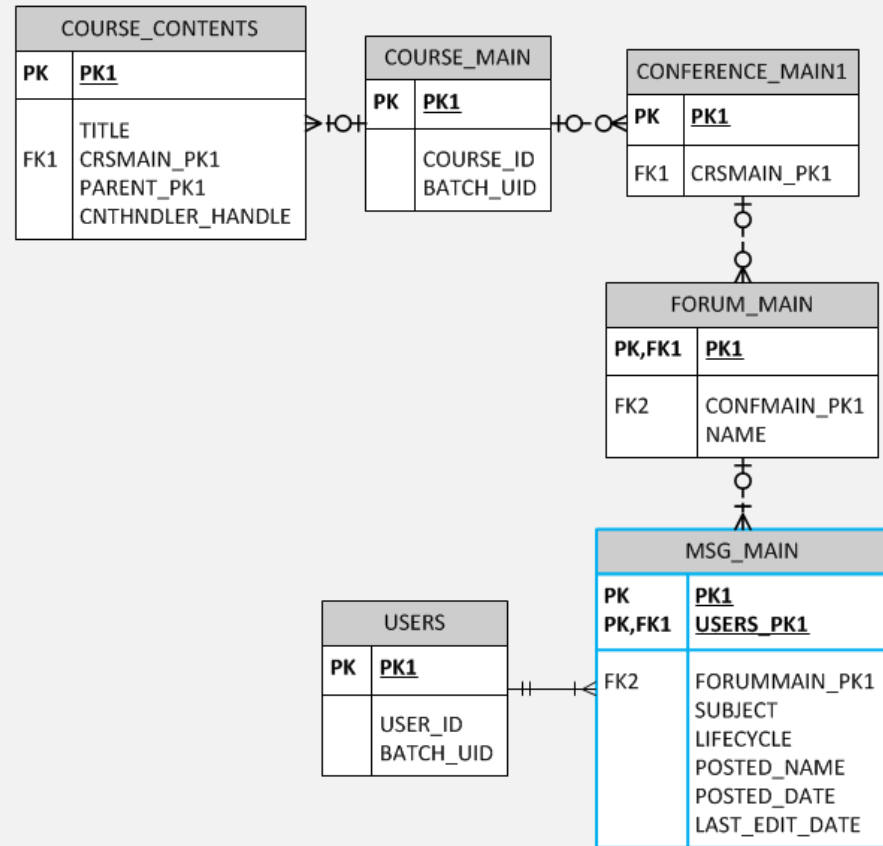 COURSE_CONTENTS
PK PK1
TITLE
FK1 CRSMAIN_PK1
PARENT_PK1
CNTHNDLER_HANDLE
COURSE_MAIN
PK PK1
COURSE_ID
BATCH_UID
CONFERENCE_MAIN1
PK PK1
FK1 CRSMAIN_PK1
FORUM_MAIN
PK,FK1 PK1
FK2 CONFMAIN_PK1
NAME
MSG_MAIN
PK PK1
PK,FK1 USERS_PK1
FK2 FORUMMAIN_PK1
SUBJECT
LIFECYCLE
POSTED_NAME
POSTED_DATE
LAST_EDIT_DATE
USERS
PK PK1
USER_ID
BATCH_UID